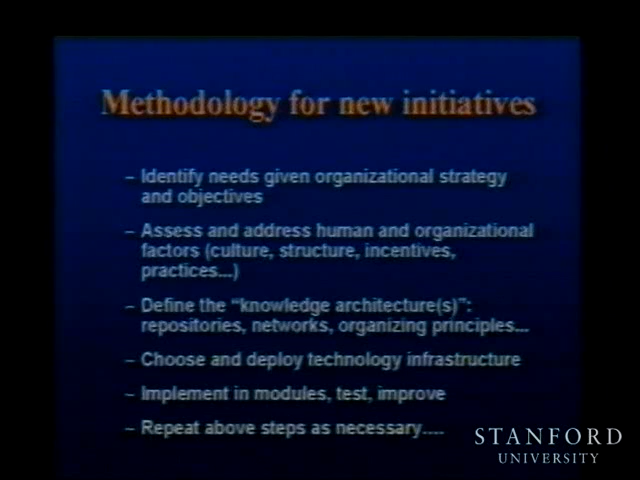 Methodology for new initiatives
– Identify needs given organizational strategy
and objectives
– Assess and address human and organizational
factors (culture, structure, incentives,
practices...)
– Define the “knowledge architecture(s)”:
repositories, networks, organizing principles...
– Choose and deploy technology infrastructure
– Implement in modules, test, improve
– Repeat above steps as necessary....
STANFORD
UNIVERSITY